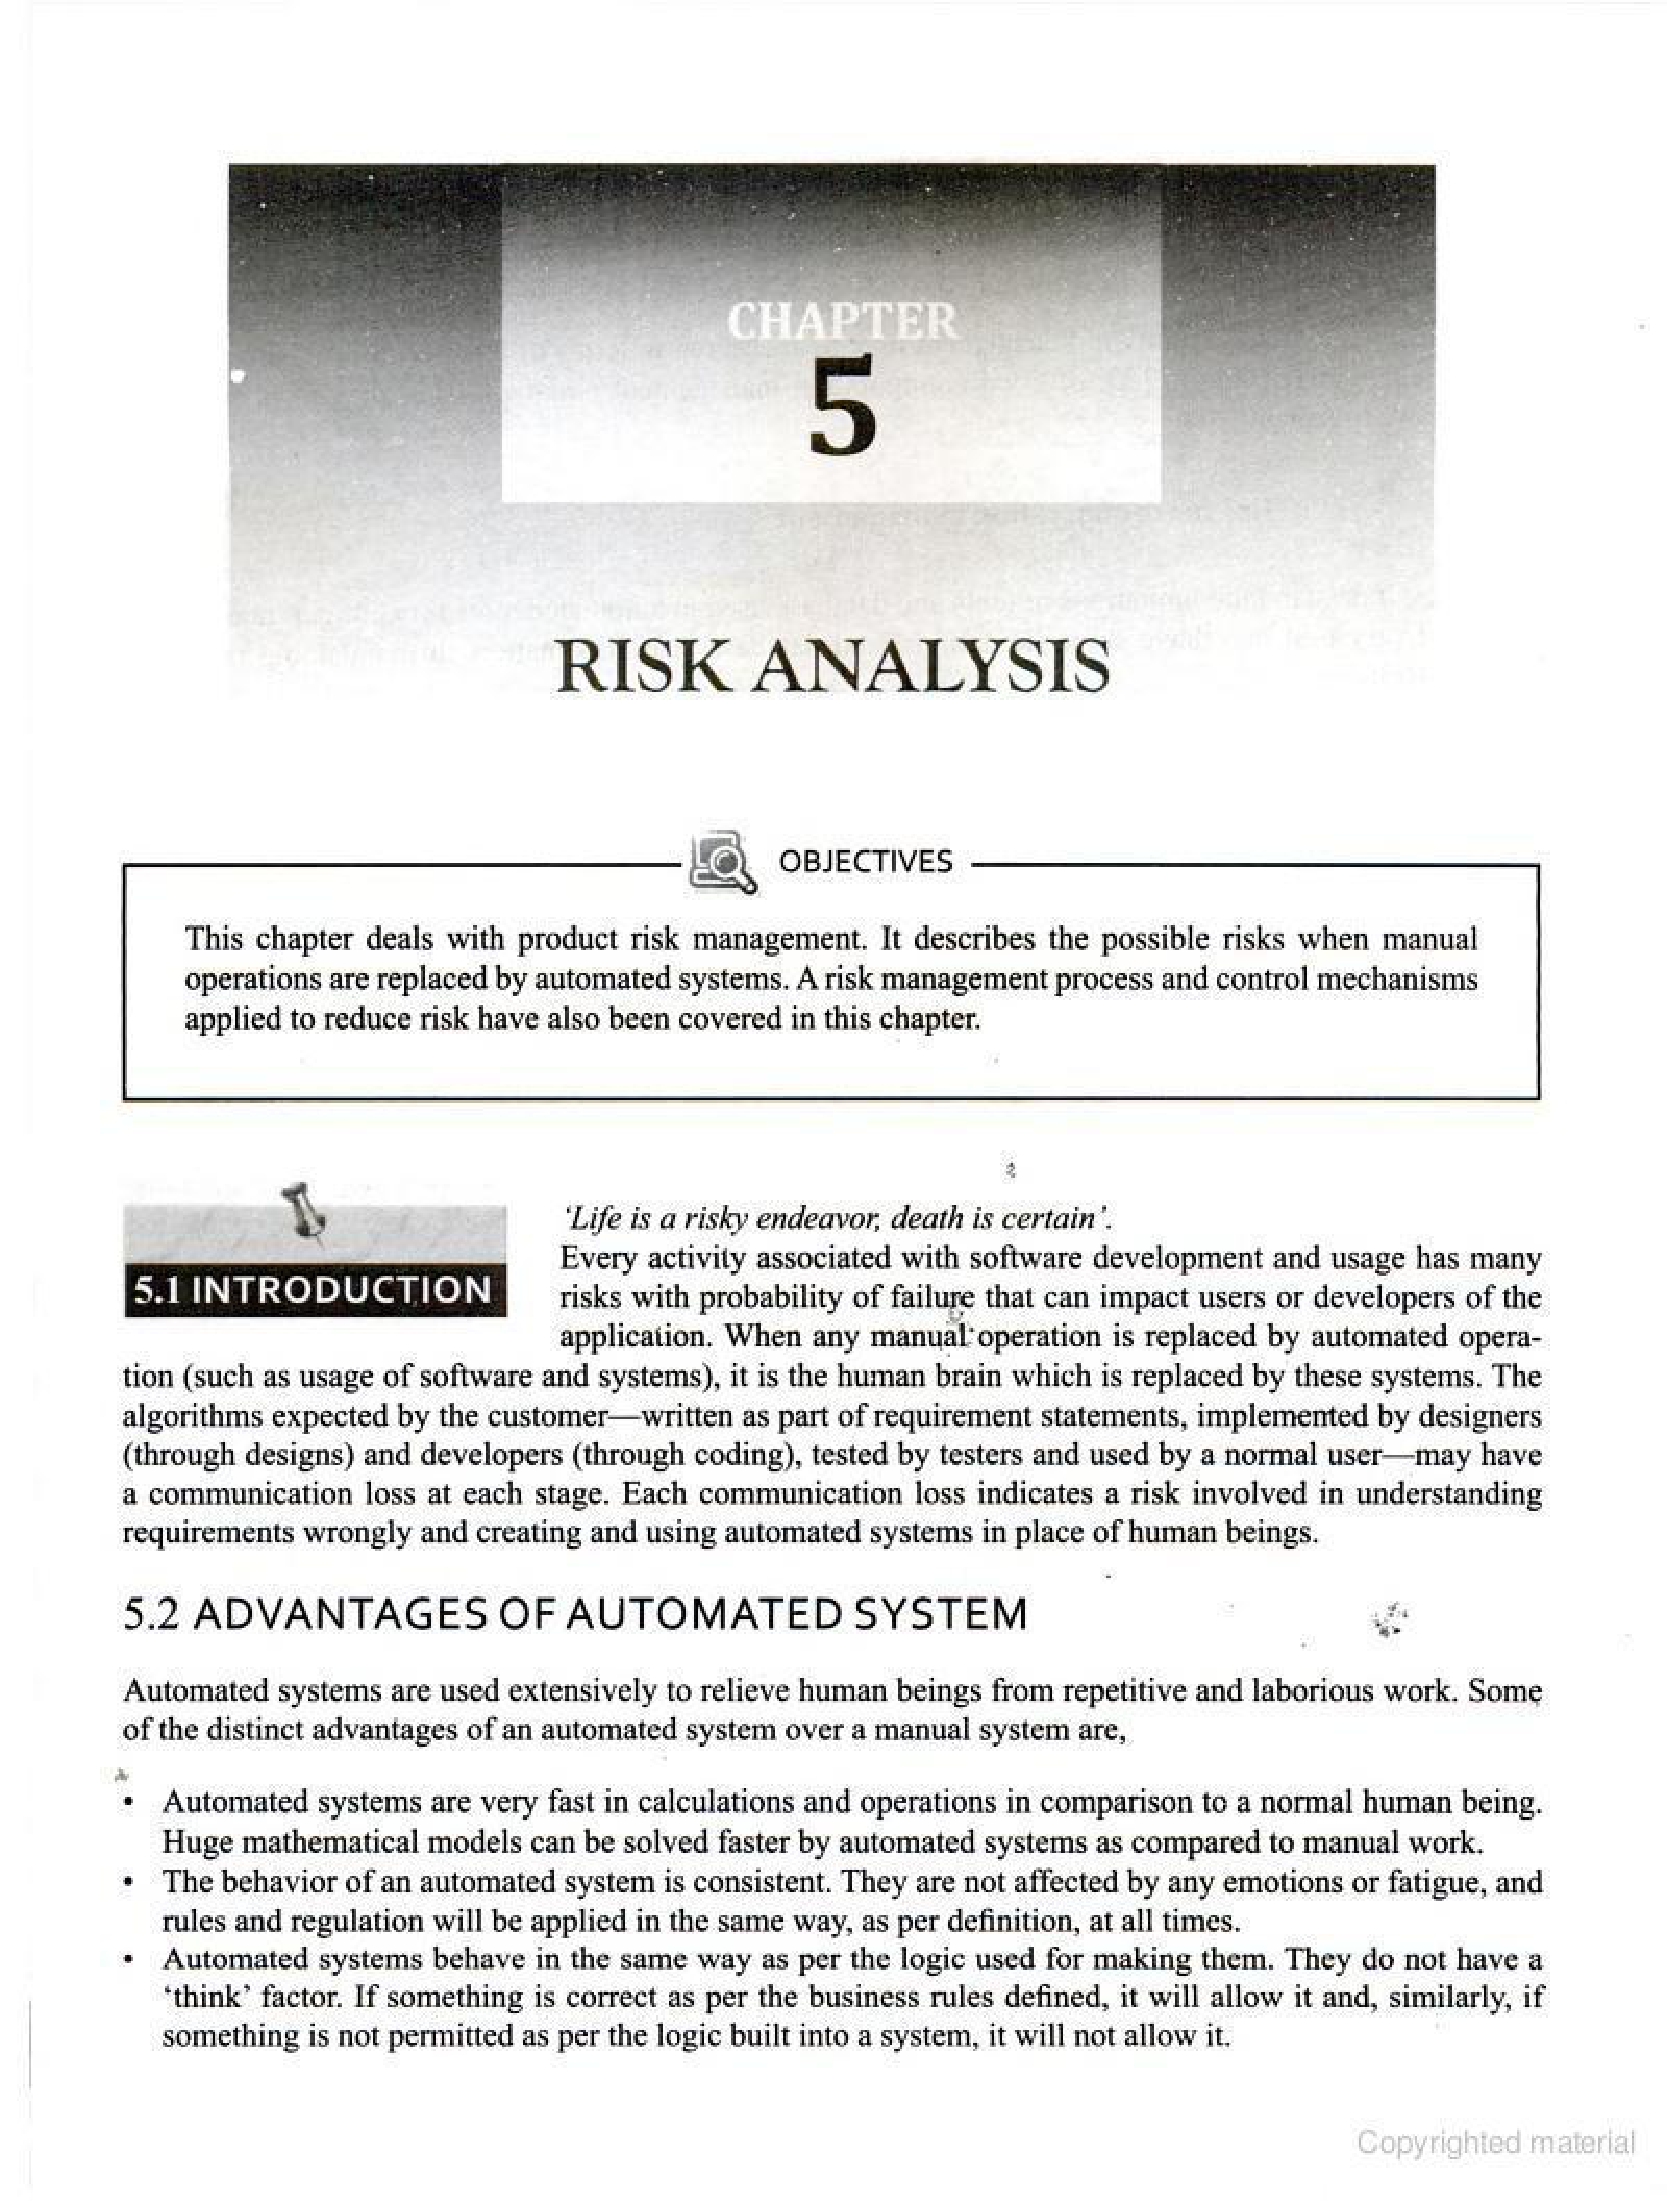 CHAPTER
5
RISK ANALYSIS
OBJECTIVES
This chapter deals with product risk management. It describes the possible risks when manual
operations are replaced by automated systems. A risk management process and control mechanisms
applied to reduce risk have also been covered in this chapter.
5.1 INTRODUCTION
'Life is a risky endeavor, death is certain'.
Every activity associated with software development and usage has many
risks with probability of failure that can impact users or developers of the
application. When any manual operation is replaced by automated opera-
tion (such as usage of software and systems), it is the human brain which is replaced by these systems. The
algorithms expected by the customer—written as part of requirement statements, implemented by designers
(through designs) and developers (through coding), tested by testers and used by a normal user—may have
a communication loss at each stage. Each communication loss indicates a risk involved in understanding
requirements wrongly and creating and using automated systems in place of human beings.
5.2 ADVANTAGES OF AUTOMATED SYSTEM
Automated systems are used extensively to relieve human beings from repetitive and laborious work. Some
of the distinct advantages of an automated system over a manual system are,
• Automated systems are very fast in calculations and operations in comparison to a normal human being.
Huge mathematical models can be solved faster by automated systems as compared to manual work.
• The behavior of an automated system is consistent. They are not affected by any emotions or fatigue, and
rules and regulation will be applied in the same way, as per definition, at all times.
• Automated systems behave in the same way as per the logic used for making them. They do not have a
'think' factor. If something is correct as per the business rules defined, it will allow it and, similarly, if
something is not permitted as per the logic built into a system, it will not allow it.
Copyrighted material